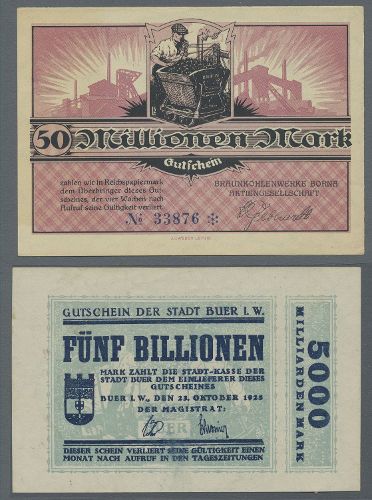 50 Millionen Mark
Gutschein
zahlen wir in Reichspapiermark
dem Überbringer dieses Gut-
scheines, der vier Wochen nach
Aufruf seine Gültigkeit verliert.
BRAUNKOHLENWERKE BORNA
AKTIENGESELLSCHAFT
№ 33876 ✻
GUTSCHEIN DER STADT BUER I. W.
FÜNF BILLIONEN
MARK ZAHLT DIE STADT-KASSE DER
STADT BUER DEM EINLIEFERER DIESES
GUTSCHEINES
BUER I. W., DEN 23. OKTOBER 1923
DER MAGISTRAT:
DIESER SCHEIN VERLIERT SEINE GÜLTIGKEIT EINEN
MONAT NACH AUFRUF IN DEN TAGESZEITUNGEN
5000
MILLIARDEN MARK